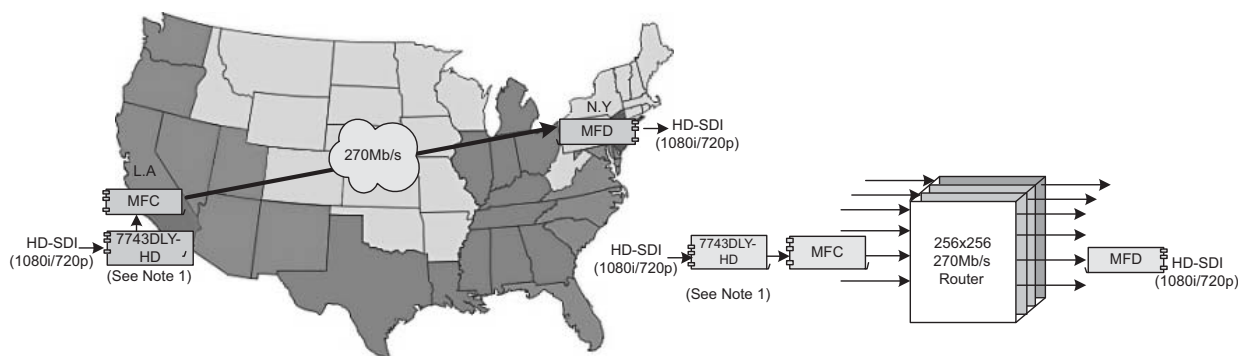 N.Y
MFD
HD-SDI
(1080i/720p)
270Mb/s
L.A
MFC
HD-SDI
(1080i/720p)
7743DLY-
HD
(See Note 1)
HD-SDI
(1080i/720p)
7743DLY-
HD
(See Note 1)
MFC
256x256
270Mb/s
Router
MFD
HD-SDI
(1080i/720p)